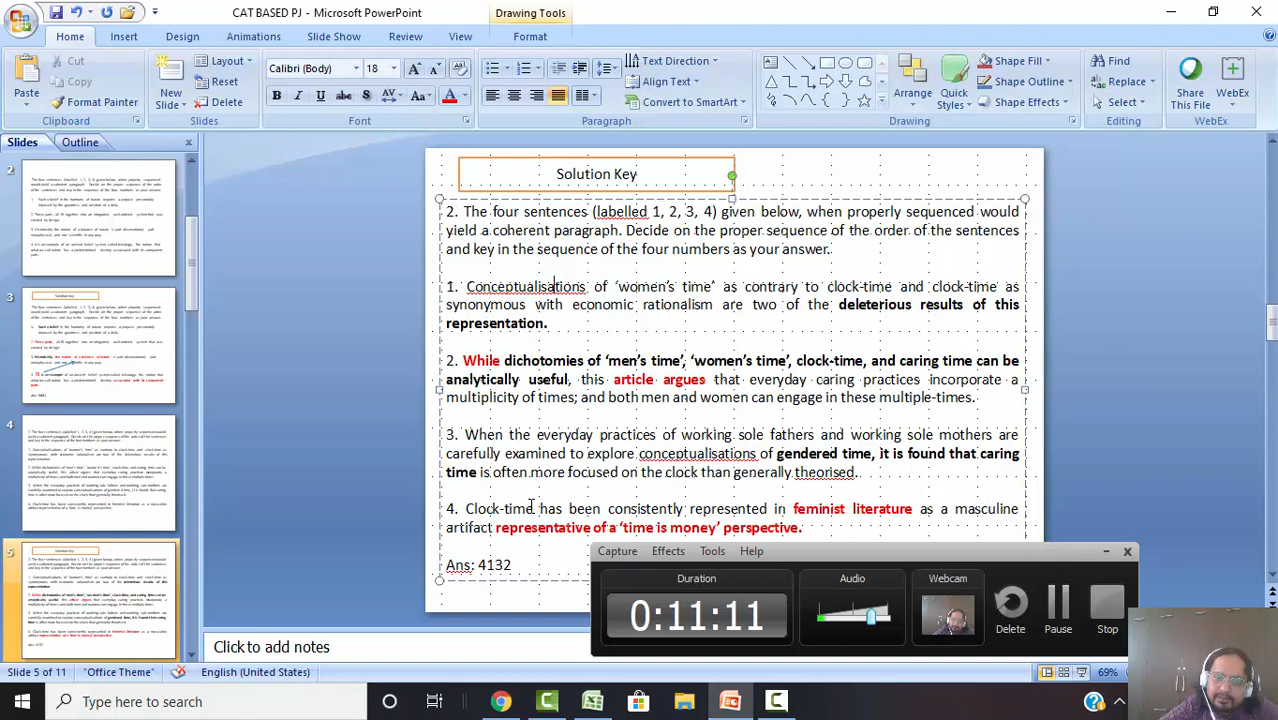 CAT BASED PJ - Microsoft PowerPoint
Drawing Tools
Home Insert Design Animations Slide Show Review View Format
Paste
Cut
Copy
Format Painter
Clipboard
New Slide
Layout
Reset
Delete
Slides
Calibri (Body) 18
Font
Text Direction
Align Text
Convert to SmartArt
Paragraph
Arrange
Quick Styles
Shape Fill
Shape Outline
Shape Effects
Drawing
Find
Replace
Select
Editing
Share This File
WebEx
WebEx
Slides Outline
2
3
4
5
Solution Key
2. The four sentences (labelled 1, 2, 3, 4) given below, when properly sequenced would
yield a coherent paragraph. Decide on the proper sequence of the order of the sentences
and key in the sequence of the four numbers as your answer.
1. Conceptualisations of ‘women’s time’ as contrary to clock-time and clock-time as
synonymous with economic rationalism are two of the deleterious results of this
representation.
2. While dichotomies of ‘men’s time’, ‘women’s time’, clock-time, and caring time can be
analytically useful, this article argues that everyday caring practices incorporate a
multiplicity of times; and both men and women can engage in these multiple-times.
3. When the everyday practices of working sole fathers and working sole mothers are
carefully examined to explore conceptualisations of gendered time, it is found that caring
time is often more focused on the clock than generally theorised.
4. Clock-time has been consistently represented in feminist literature as a masculine
artifact representative of a ‘time is money’ perspective.
Capture Effects Tools Help
Duration
Audio
Webcam
0:11:11
Delete
Pause
Stop
Click to add notes
Slide 5 of 11
"Office Theme"
English (United States)
69%
Type here to search